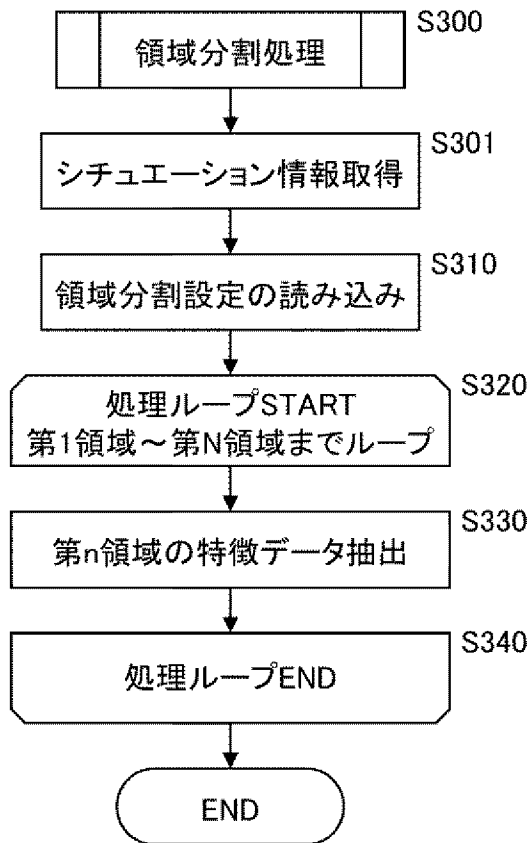 S300
領域分割処理
S301
シチュエーション情報取得
S310
領域分割設定の読み込み
S320
処理ループSTART
第1領域～第N領域までループ
S330
第n領域の特徴データ抽出
S340
処理ループEND
END